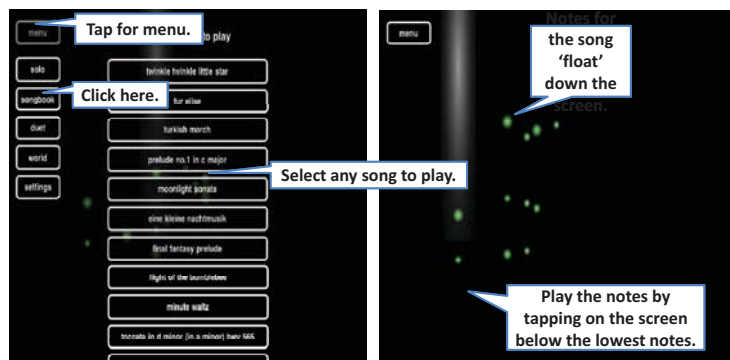 menu
Tap for menu.
to play
solo
twinkle twinkle little star
songbook
Click here.
fur elise
duet
turkish march
world
prelude no.1 in c major
settings
Select any song to play.
moonlight sonata
eine kleine nachtmusik
final fantasy prelude
flight of the bumblebee
minute waltz
toccata in d minor (in a minor) bwv 565
menu
Notes for
the song
‘float’
down the
screen.
Play the notes by
tapping on the screen
below the lowest notes.